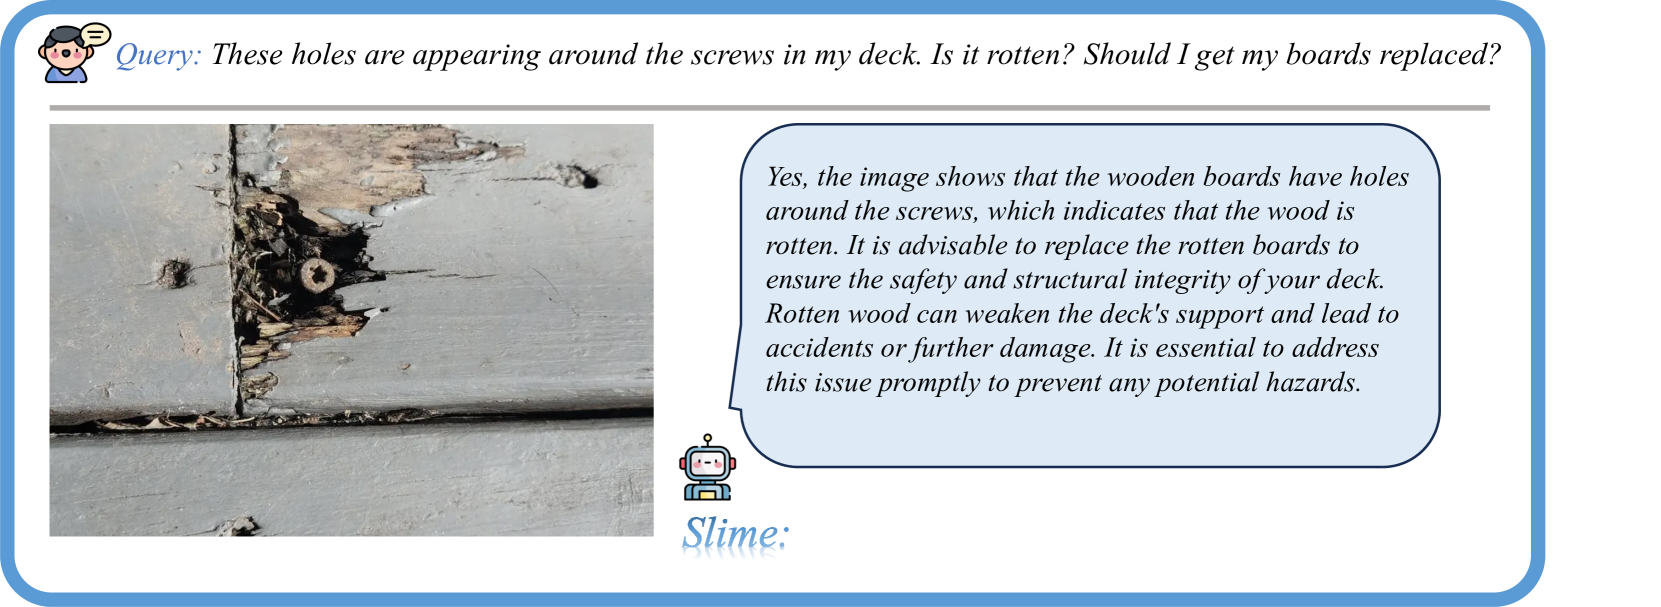 Query: These holes are appearing around the screws in my deck. Is it rotten? Should I get my boards replaced?
Yes, the image shows that the wooden boards have holes
around the screws, which indicates that the wood is
rotten. It is advisable to replace the rotten boards to
ensure the safety and structural integrity of your deck.
Rotten wood can weaken the deck's support and lead to
accidents or further damage. It is essential to address
this issue promptly to prevent any potential hazards.
Slime: